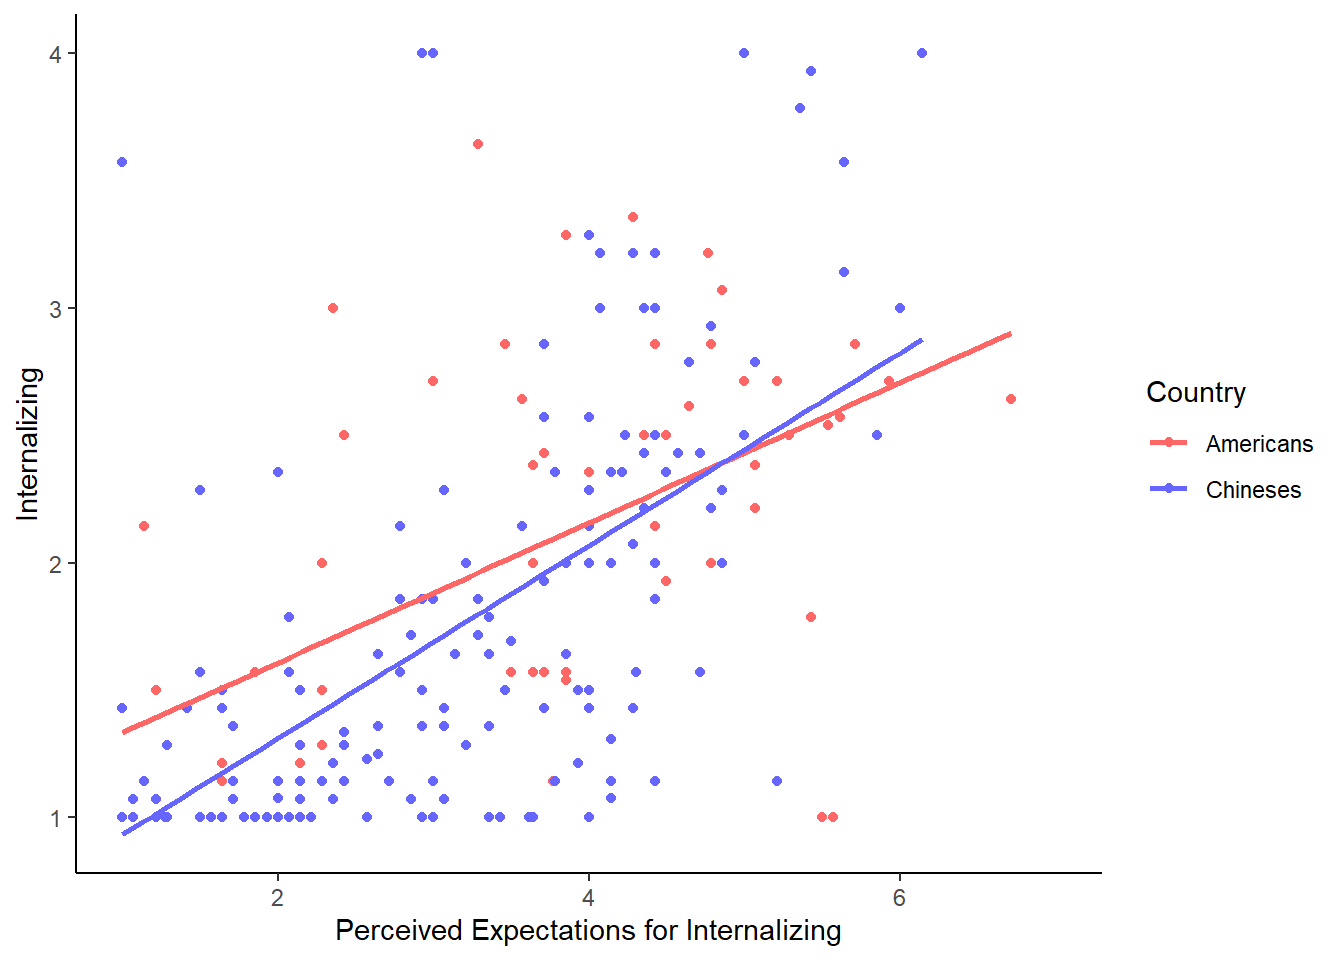 4
3
2
1
Internalizing
2
4
6
Perceived Expectations for Internalizing
Country
Americans
Chineses